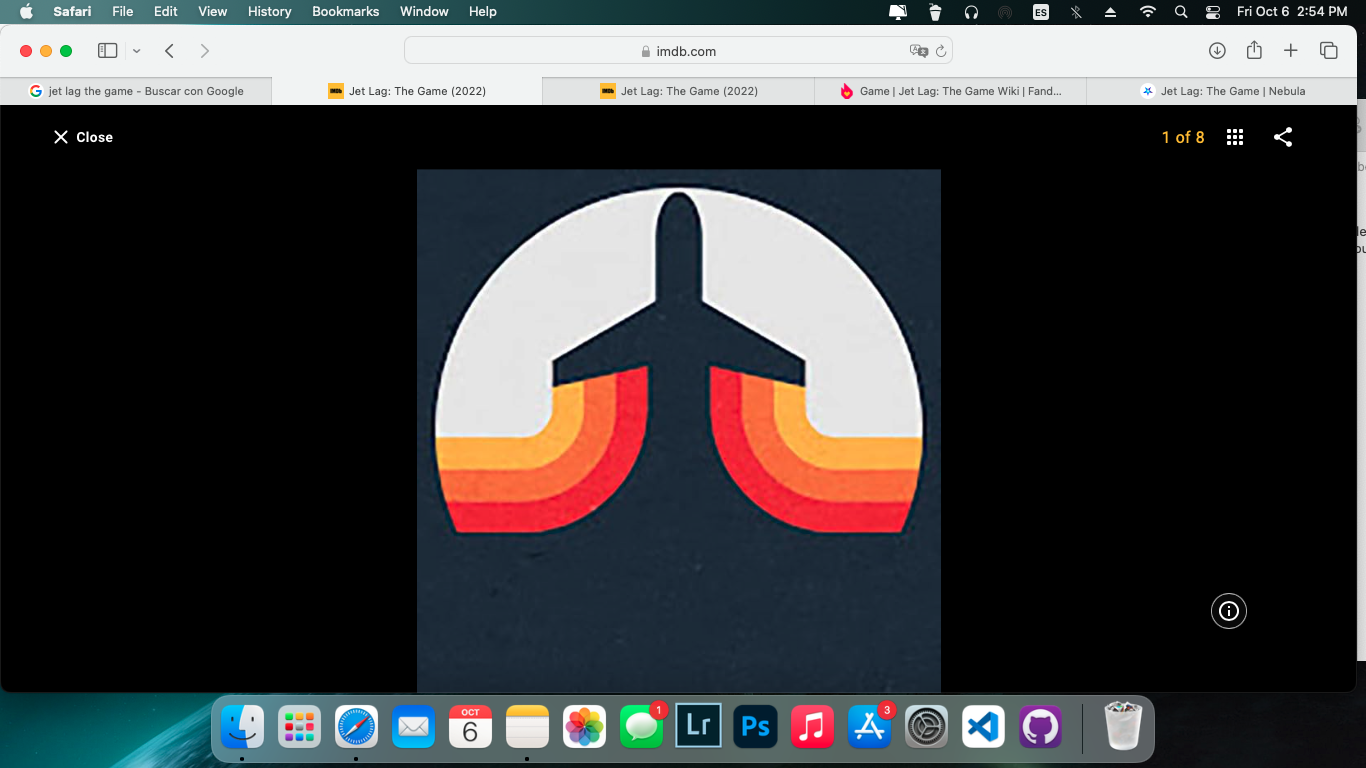 Safari File Edit View History Bookmarks Window Help ES Fri Oct 6 2:54 PM
imdb.com
jet lag the game - Buscar con Google
Jet Lag: The Game (2022)
Jet Lag: The Game (2022)
Game | Jet Lag: The Game Wiki | Fand...
Jet Lag: The Game | Nebula
Close
1 of 8
OCT
6
1
Lr
Ps
3